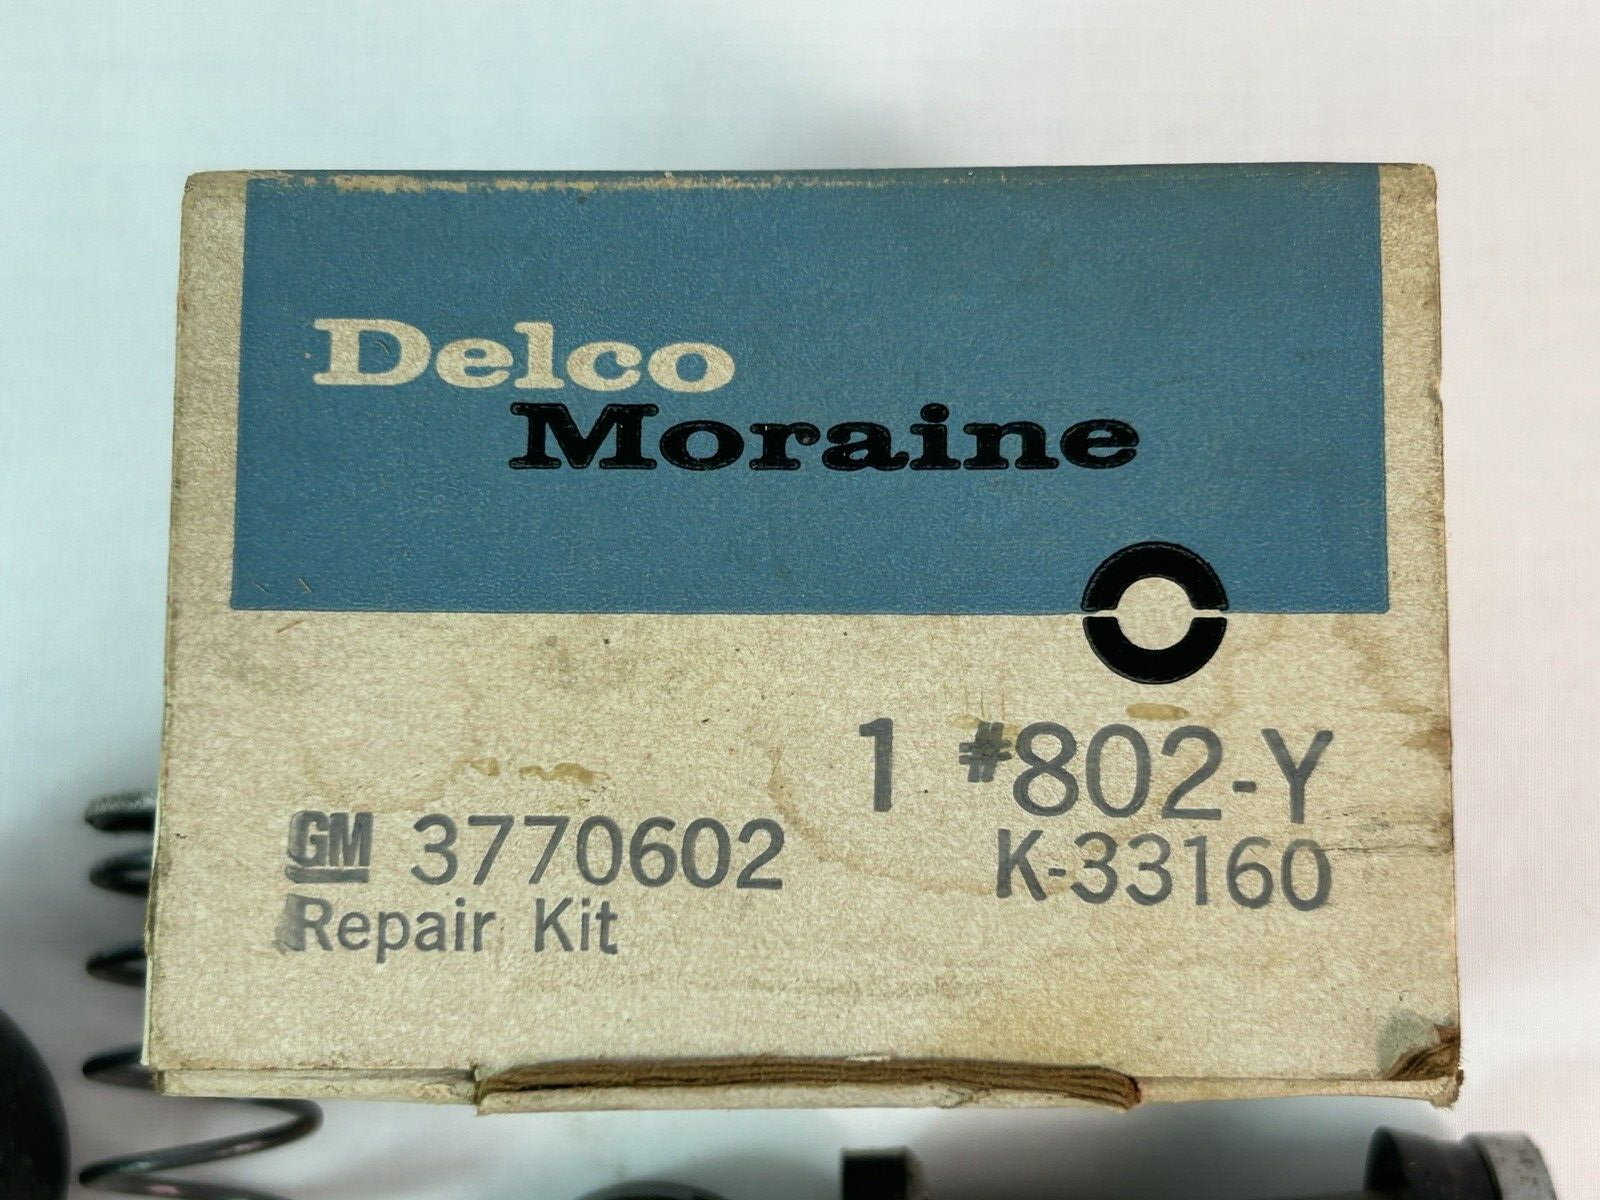 Delco
Moraine
1 #802-Y
GM 3770602 K-33160
Repair Kit